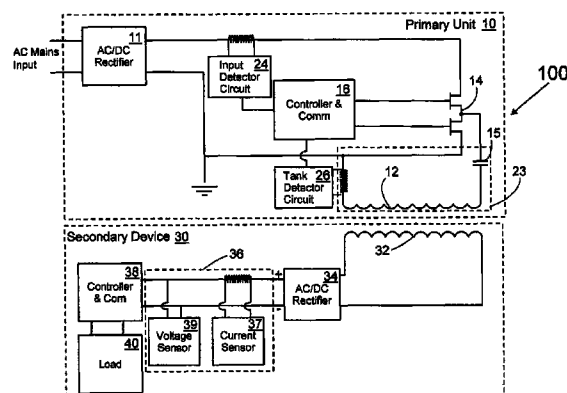 Primary Unit 10
AC Mains
Input
11
AC/DC
Rectifier
24
Input
Detector
Circuit
16
Controller
& Comm
14
15
100
26
Tank
Detector
Circuit
12
23
Secondary Device 30
36
32
38
Controller
& Com
34
AC/DC
Rectifier
39
Voltage
Sensor
37
Current
Sensor
40
Load